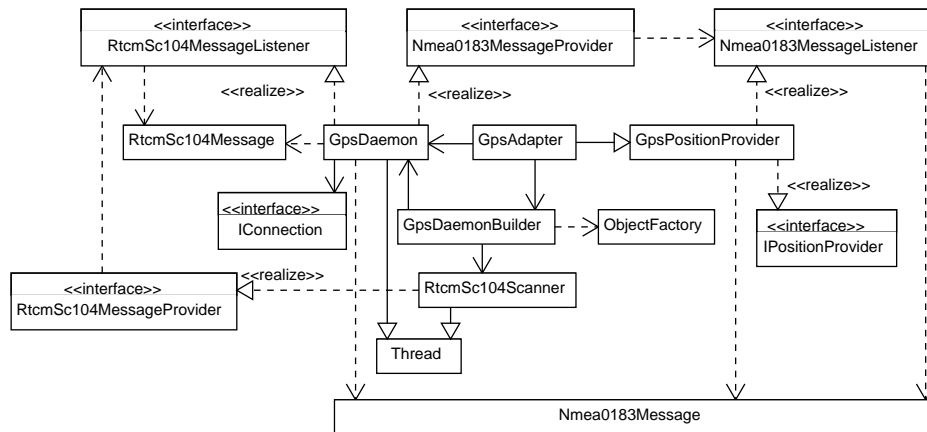 <<interface>>
RtcmSc104MessageListener
<<interface>>
Nmea0183MessageProvider
<<interface>>
Nmea0183MessageListener
<<realize>>
<<realize>>
<<realize>>
RtcmSc104Message
GpsDaemon
GpsAdapter
GpsPositionProvider
<<realize>>
<<interface>>
IConnection
GpsDaemonBuilder
ObjectFactory
<<interface>>
IPositionProvider
<<realize>>
<<interface>>
RtcmSc104MessageProvider
RtcmSc104Scanner
Thread
Nmea0183Message